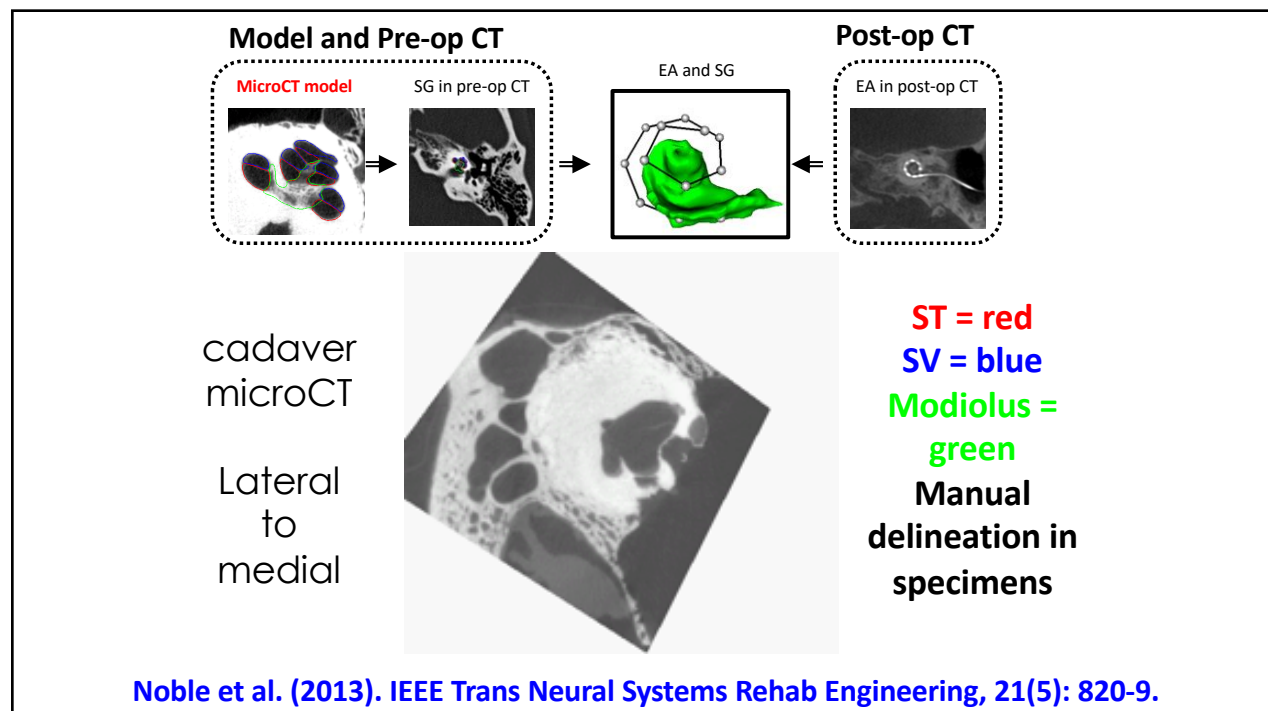 Model and Pre-op CT
Post-op CT
MicroCT model
SG in pre-op CT
EA and SG
EA in post-op CT
cadaver
microCT
Lateral
to
medial
ST = red
SV = blue
Modiolus =
green
Manual
delineation in
specimens
Noble et al. (2013). IEEE Trans Neural Systems Rehab Engineering, 21(5): 820-9.